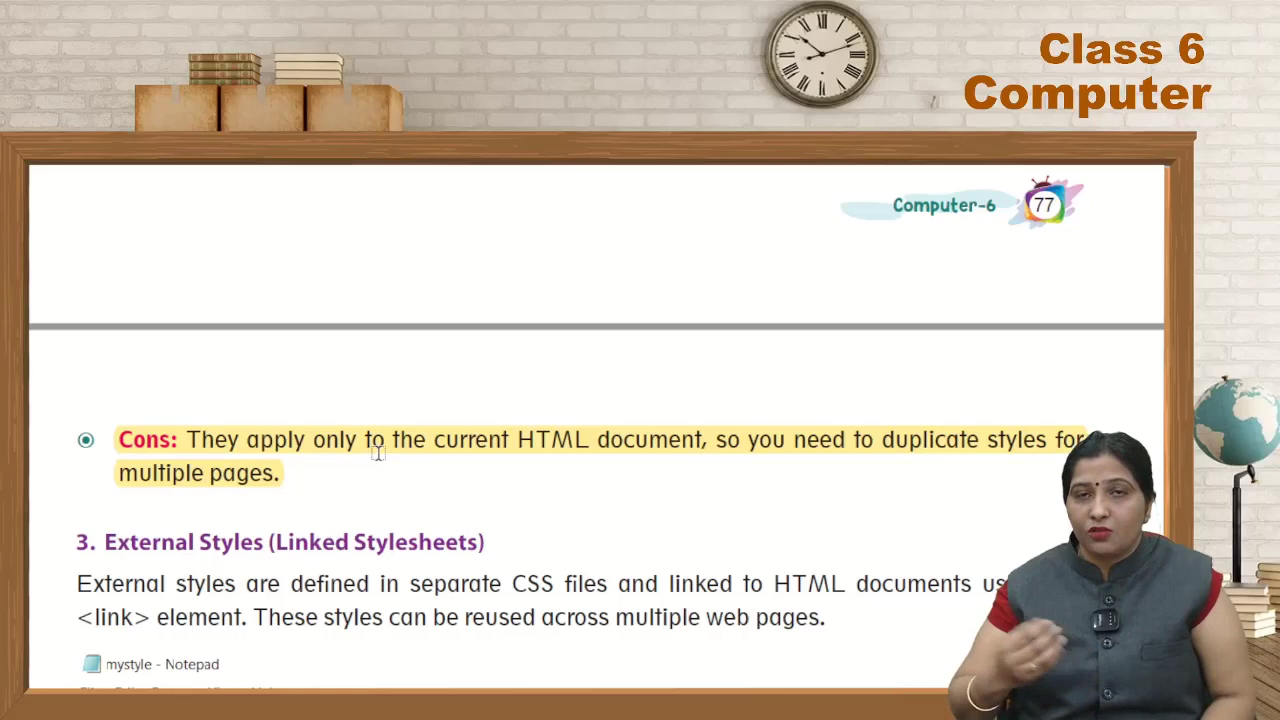 Class 6
Computer
Computer-6 77
Cons: They apply only to the current HTML document, so you need to duplicate styles for
multiple pages.
3. External Styles (Linked Stylesheets)
External styles are defined in separate CSS files and linked to HTML documents us
<link> element. These styles can be reused across multiple web pages.
mystyle - Notepad